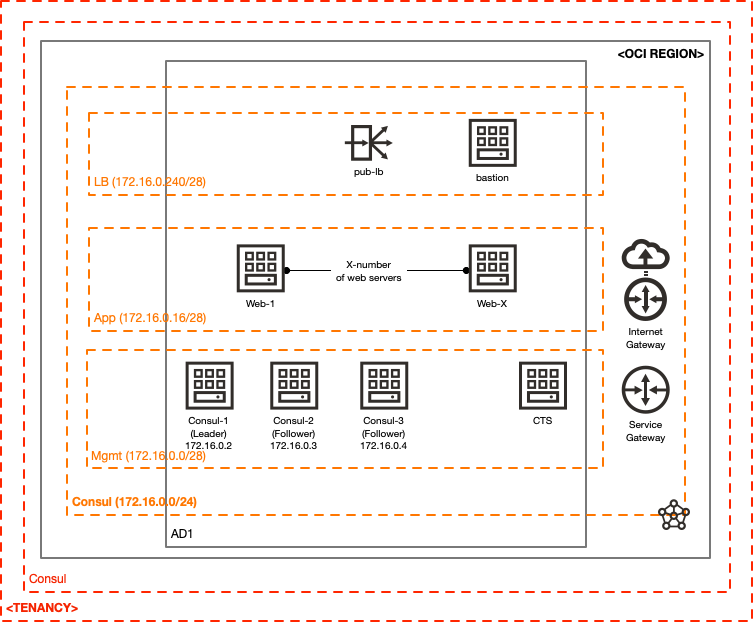 <OCI REGION>
pub-lb
bastion
LB (172.16.0.240/28)
X-number
of web servers
Web-1
Web-X
App (172.16.0.16/28)
Internet
Gateway
Consul-1
(Leader)
172.16.0.2
Consul-2
(Follower)
172.16.0.3
Consul-3
(Follower)
172.16.0.4
CTS
Service
Gateway
Mgmt (172.16.0.0/28)
Consul (172.16.0.0/24)
AD1
Consul
<TENANCY>